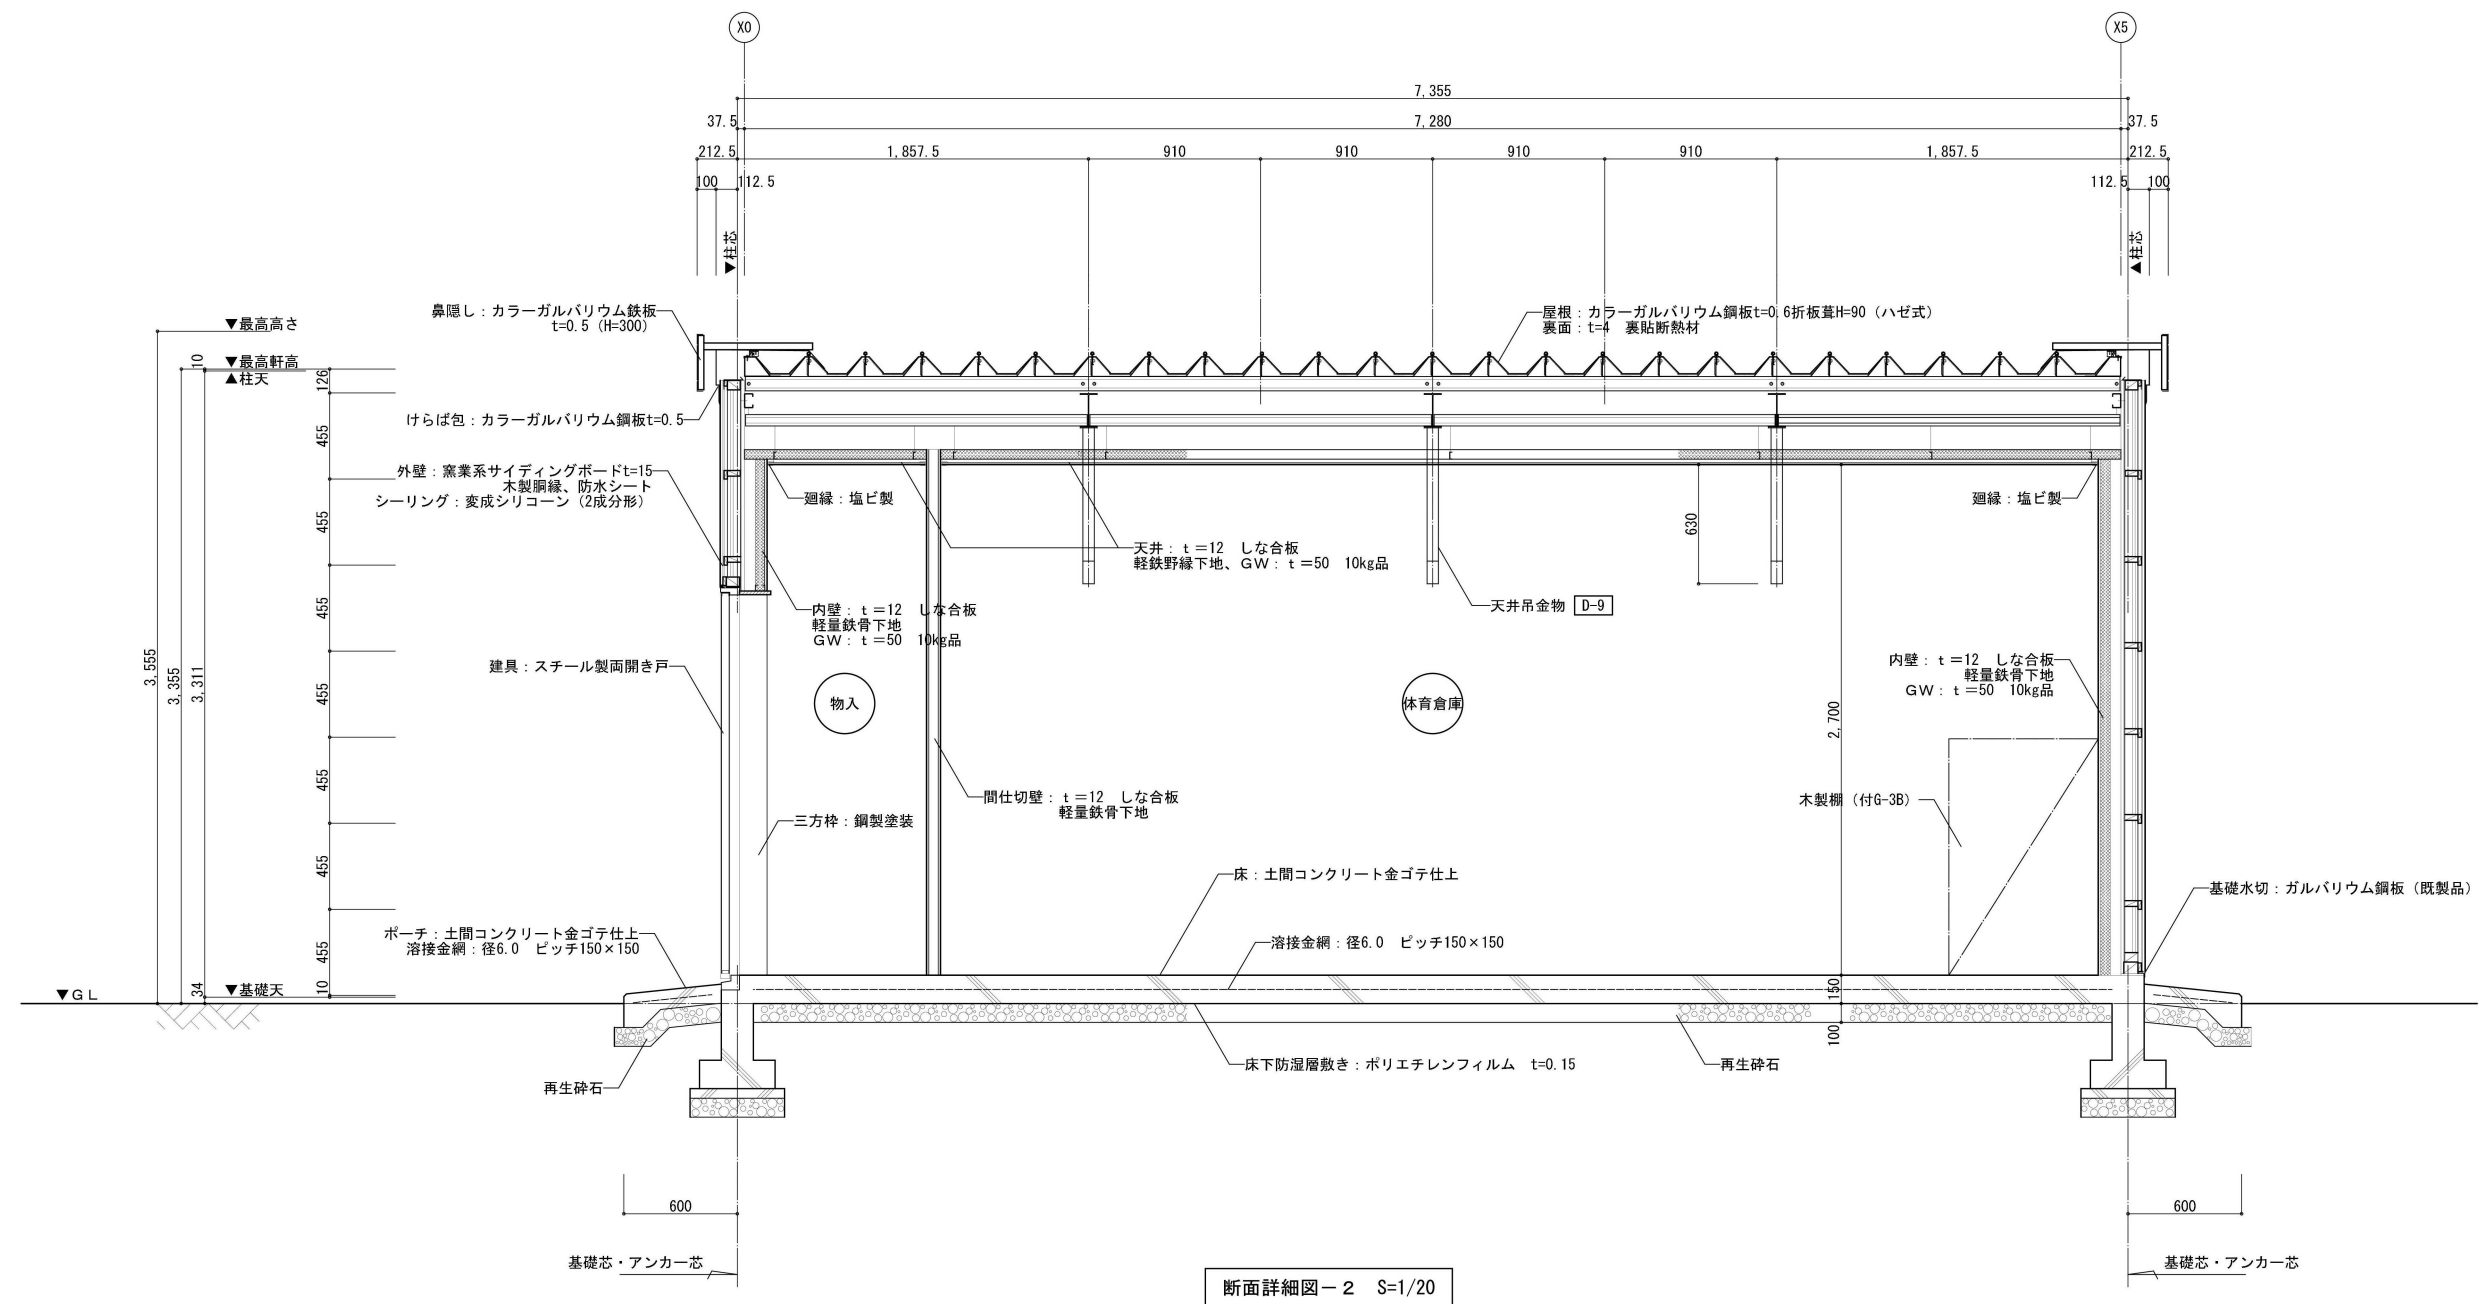 X0
X5
7,355
37.5
7,280
37.5
212.5
1,857.5
910
910
910
910
1,857.5
212.5
100
112.5
112.5
100
▼柱芯
▲柱芯
鼻隠し：カラーガルバリウム鉄板
t=0.5（H=300）
屋根：カラーガルバリウム鋼板t=0.6折板葺H=90（ハゼ式）
裏面：t=4　裏貼断熱材
▼最高高さ
10
▼最高軒高
▲柱天
126
けらば包：カラーガルバリウム鋼板t=0.5
455
外壁：窯業系サイディングボードt=15
木製胴縁、防水シート
シーリング：変成シリコーン（2成分形）
廻縁：塩ビ製
廻縁：塩ビ製
455
630
天井：ｔ＝12　しな合板
軽鉄野縁下地、ＧＷ：ｔ＝50　10kg品
天井吊金物 D-9
455
内壁：ｔ＝12　しな合板
軽量鉄骨下地
ＧＷ：ｔ＝50　10kg品
3,555
3,355
3,311
建具：スチール製両開き戸
455
内壁：ｔ＝12　しな合板
軽量鉄骨下地
ＧＷ：ｔ＝50　10kg品
物入
体育倉庫
2,700
455
間仕切壁：ｔ＝12　しな合板
軽量鉄骨下地
木製棚（付G-3B）
三方枠：鋼製塗装
455
床：土間コンクリート金ゴテ仕上
基礎水切：ガルバリウム鋼板（既製品）
ポーチ：土間コンクリート金ゴテ仕上
溶接金網：径6.0　ピッチ150×150
455
溶接金網：径6.0　ピッチ150×150
▼ＧＬ
34
▼基礎天
10
150
100
床下防湿層敷き：ポリエチレンフィルム　t=0.15
再生砕石
再生砕石
600
600
基礎芯・アンカー芯
基礎芯・アンカー芯
断面詳細図－２　S=1/20